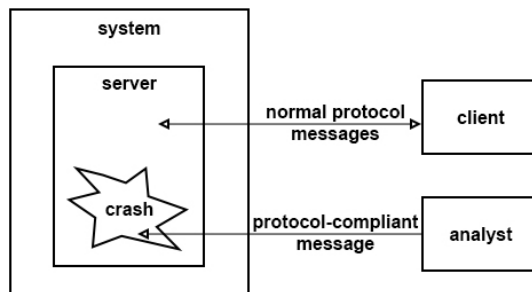 system
server
normal protocol
messages
client
crash
protocol-compliant
message
analyst